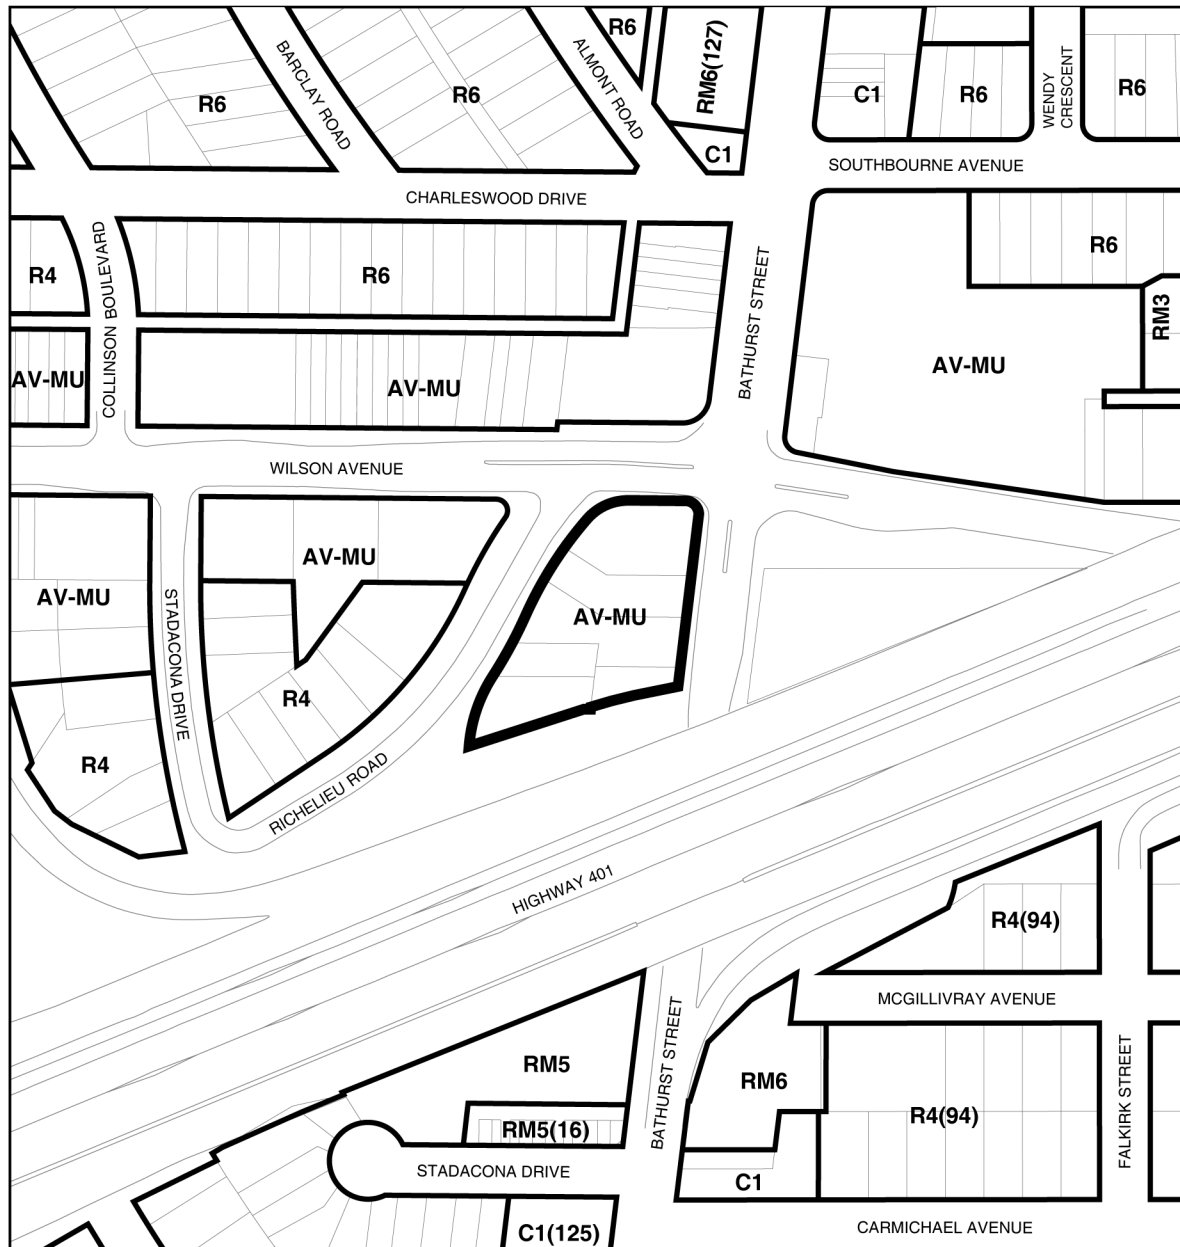 R6
RM6(127)
BARCLAY ROAD
ALMONT ROAD
WENDY
CRESCENT
R6
R6
C1
R6
R6
C1
SOUTHBOURNE AVENUE
CHARLESWOOD DRIVE
R4
COLLINSON BOULEVARD
R6
BATHURST STREET
R6
RM3
AV-MU
AV-MU
AV-MU
WILSON AVENUE
AV-MU
AV-MU
STADACONA DRIVE
AV-MU
R4
R4
RICHELIEU ROAD
HIGHWAY 401
R4(94)
MCGILLIVRAY AVENUE
BATHURST STREET
RM5
RM6
R4(94)
FALKIRK STREET
RM5(16)
STADACONA DRIVE
C1
C1(125)
CARMICHAEL AVENUE